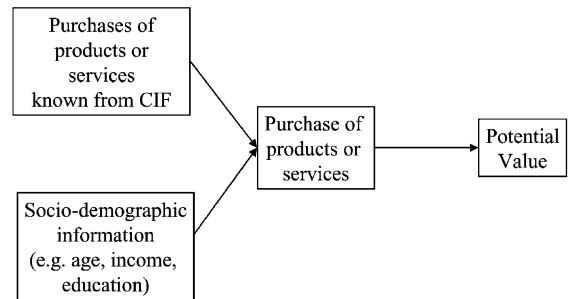 Purchases of
products or
services
known from CIF
Purchase of
products or
services
Potential
Value
Socio-demographic
information
(e.g. age, income,
education)